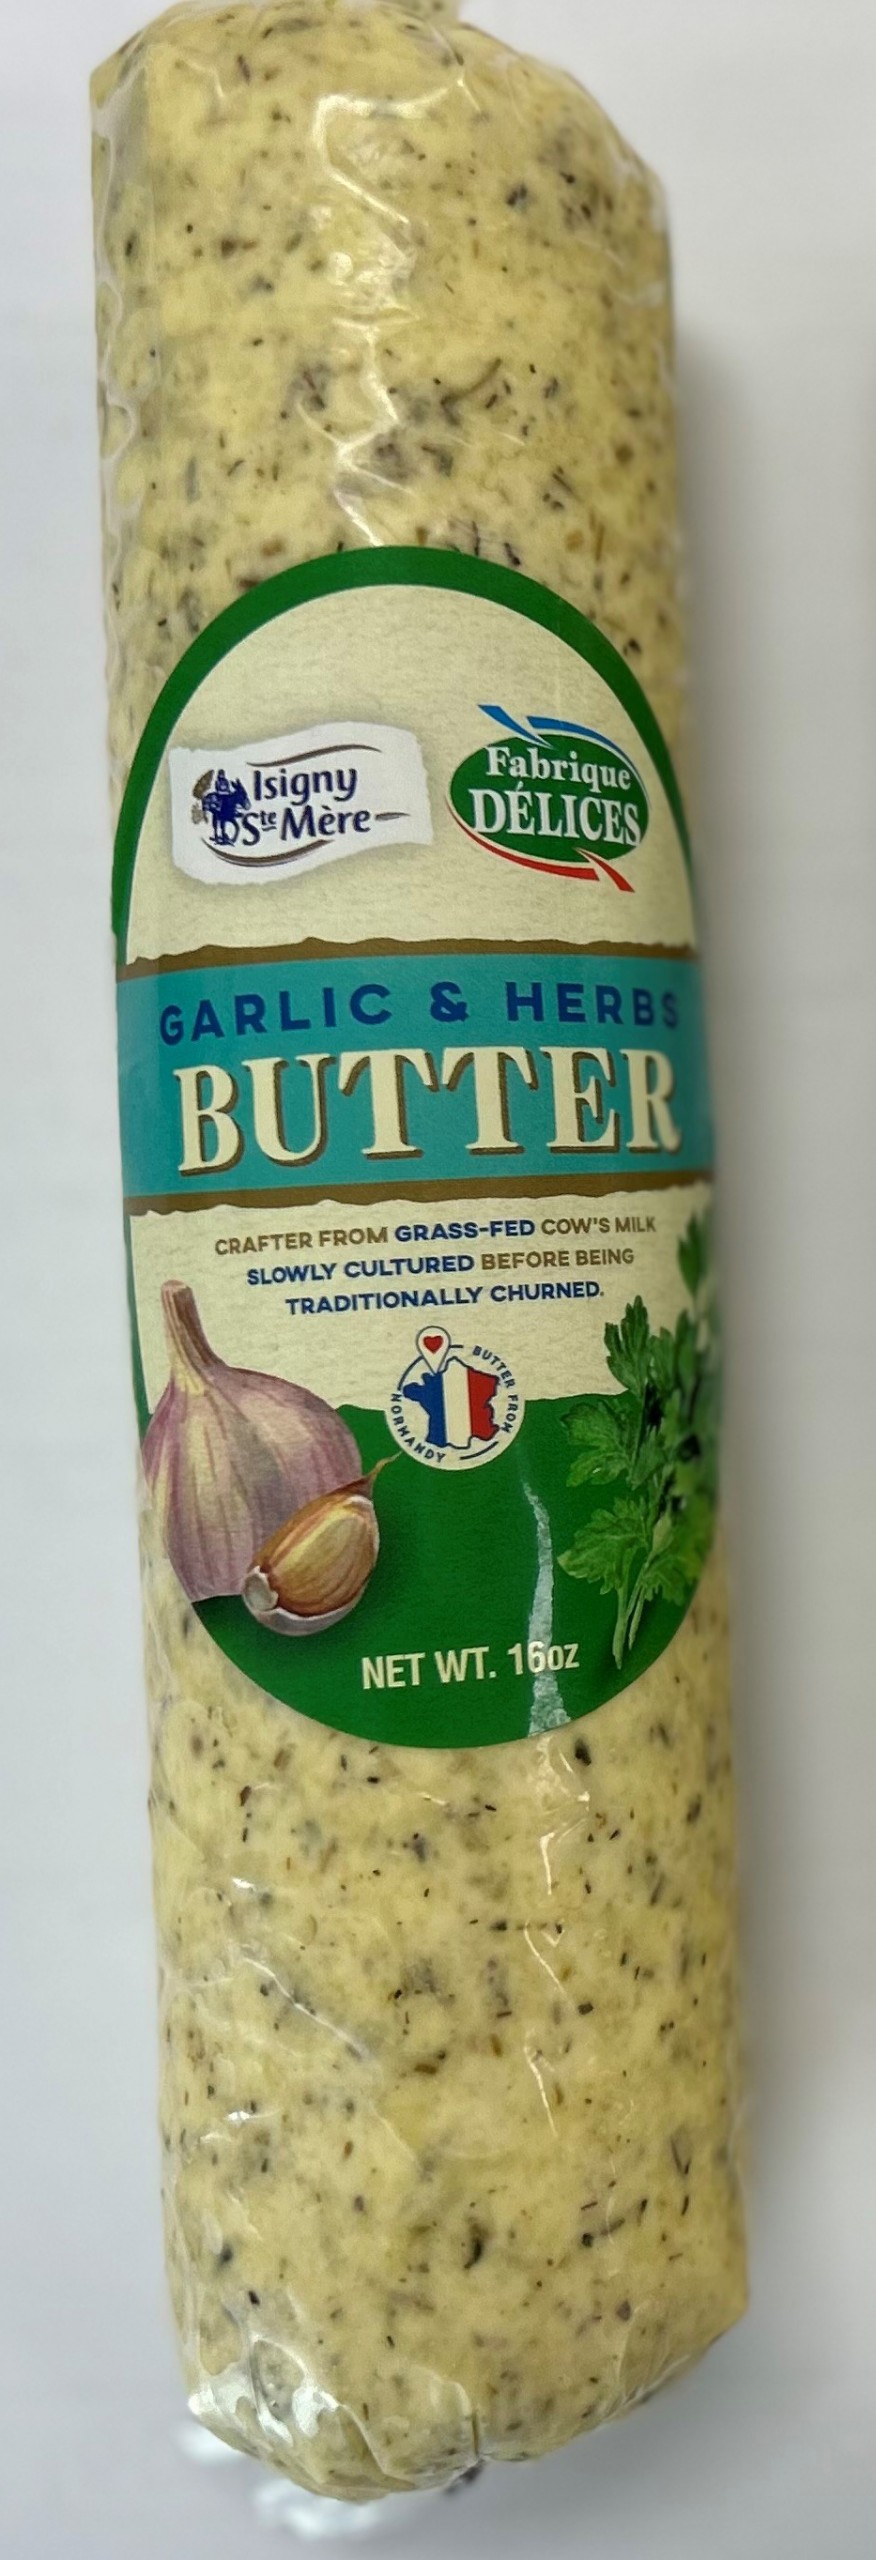 Isigny
Ste Mère
Fabrique
DÉLICES
GARLIC & HERBS
BUTTER
CRAFTER FROM GRASS-FED COW'S MILK
SLOWLY CULTURED BEFORE BEING
TRADITIONALLY CHURNED.
BUTTER FROM
NORMANDY
NET WT. 16oz